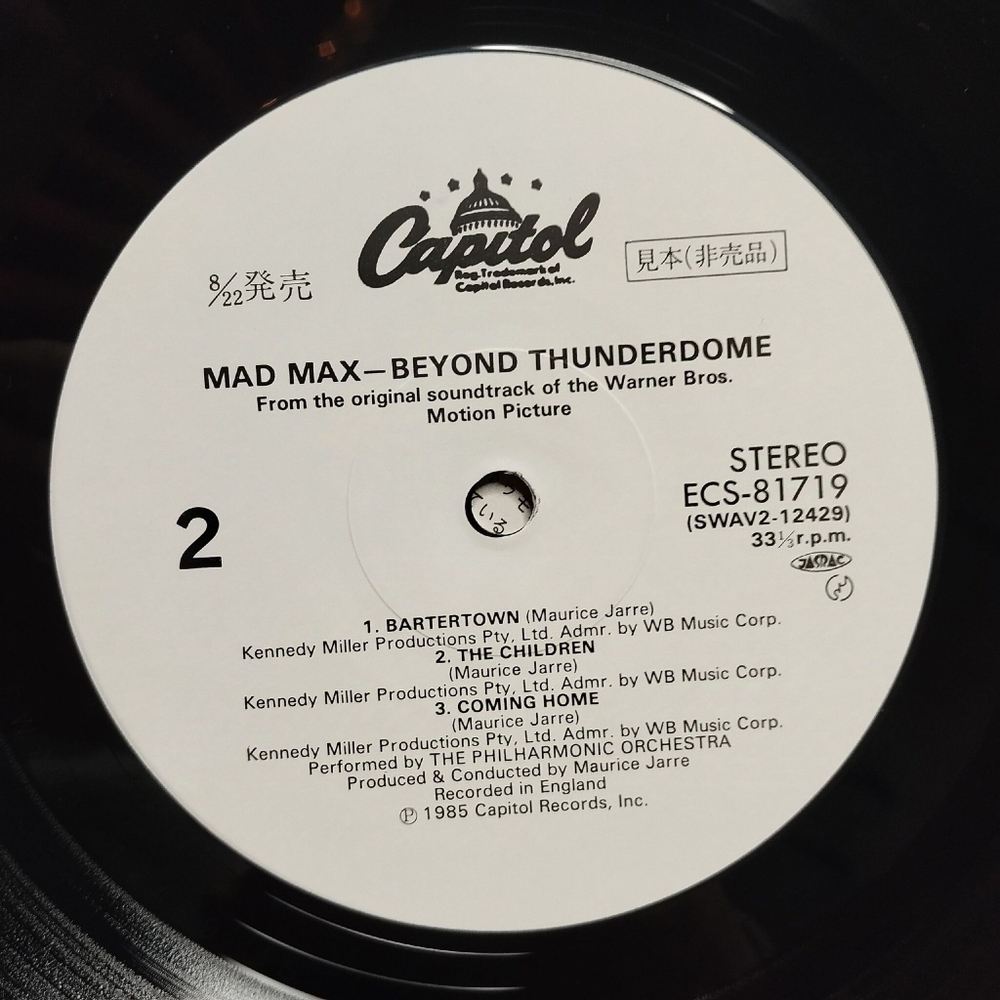 Capitol
Reg. Trademark of
Capitol Records, Inc.
8/22発売
見本(非売品)
MAD MAX—BEYOND THUNDERDOME
From the original soundtrack of the Warner Bros.
Motion Picture
STEREO
ECS-81719
(SWAV2-12429)
33⅓r.p.m.
JASRAC
2
1. BARTERTOWN (Maurice Jarre)
Kennedy Miller Productions Pty, Ltd. Admr. by WB Music Corp.
2. THE CHILDREN
(Maurice Jarre)
Kennedy Miller Productions Pty, Ltd. Admr. by WB Music Corp.
3. COMING HOME
(Maurice Jarre)
Kennedy Miller Productions Pty, Ltd. Admr. by WB Music Corp.
Performed by THE PHILHARMONIC ORCHESTRA
Produced & Conducted by Maurice Jarre
Recorded in England
℗ 1985 Capitol Records, Inc.